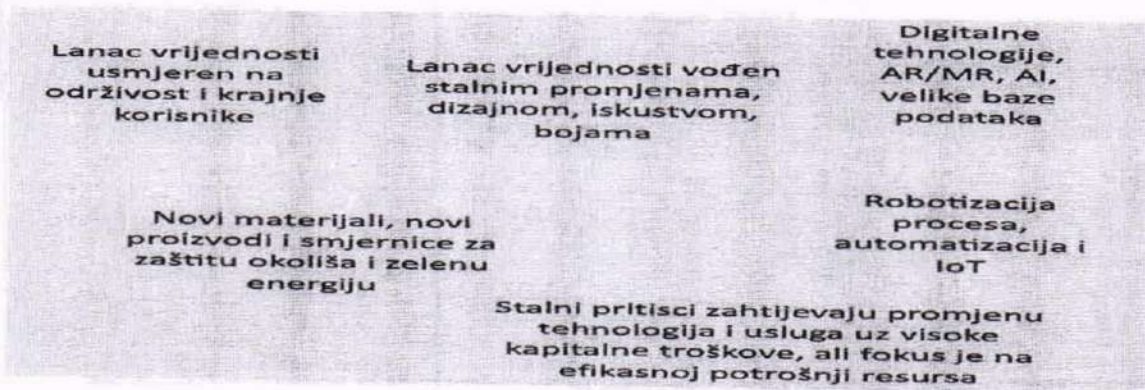 Lanac vrijednosti
usmjeren na
održivost i krajnje
korisnike
Lanac vrijednosti vođen
stalnim promjenama,
dizajnom, iskustvom,
bojama
Digitalne
tehnologije,
AR/MR, AI,
velike baze
podataka
Novi materijali, novi
proizvodi i smjernice za
zaštitu okoliša i zelenu
energiju
Robotizacija
procesa,
automatizacija i
IoT
Stalni pritisci zahtijevaju promjenu
tehnologija i usluga uz visoke
kapitalne troškove, ali fokus je na
efikasnoj potrošnji resursa